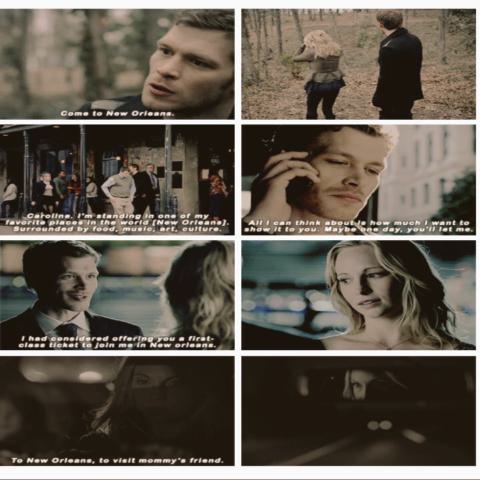 Come to New Orleans.
Caroline. I'm standing in one of my
favorite places in the world [New Orleans].
Surrounded by food, music, art, culture.
All I can think about is how much I want to
show it to you. Maybe one day, you'll let me.
I had considered offering you a first-
class ticket to join me in New orleans.
To New Orleans, to visit mommy's friend.